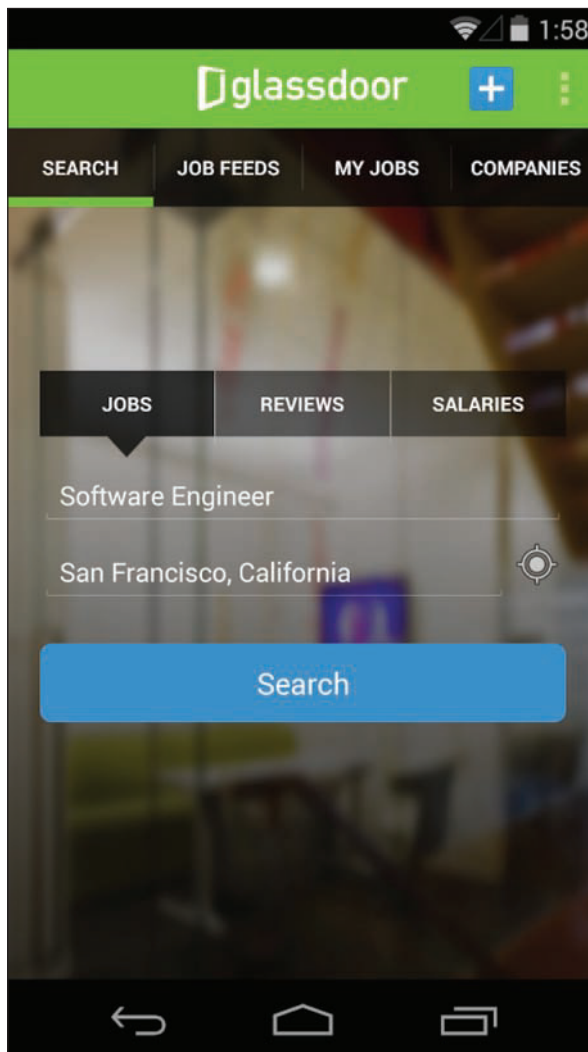 1:58
glassdoor
SEARCH JOB FEEDS MY JOBS COMPANIES
JOBS REVIEWS SALARIES
Software Engineer
San Francisco, California
Search